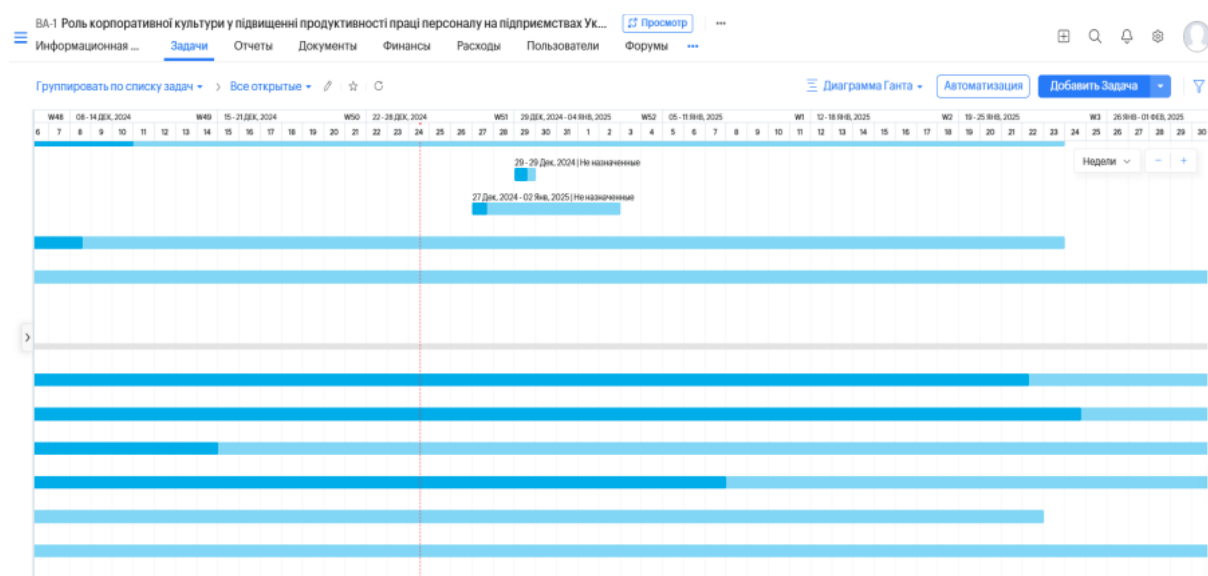 BA-1 Роль корпоративної культури у підвищенні продуктивності праці персоналу на підприємствах Ук... Просмотр ...
Информационная ... Задачи Отчеты Документы Финансы Расходы Пользователи Форумы ...
Группировать по списку задач > Все открытые Диаграмма Ганта Автоматизация Добавить Задача
W48 08-14 ДЕК, 2024 W49 15-21 ДЕК, 2024 W50 22-28 ДЕК, 2024 W51 29 ДЕК, 2024 - 04 ЯНВ, 2025 W52 05-11 ЯНВ, 2025 W1 12-18 ЯНВ, 2025 W2 19-25 ЯНВ, 2025 W3 26 ЯНВ - 01 ФЕВ, 2025
6 7 8 9 10 11 12 13 14 15 16 17 18 19 20 21 22 23 24 25 26 27 28 29 30 31 1 2 3 4 5 6 7 8 9 10 11 12 13 14 15 16 17 18 19 20 21 22 23 24 25 26 27 28 29 30
29 - 29 Дек, 2024 | Не назначенные
Недели − +
27 Дек, 2024 - 02 Янв, 2025 | Не назначенные